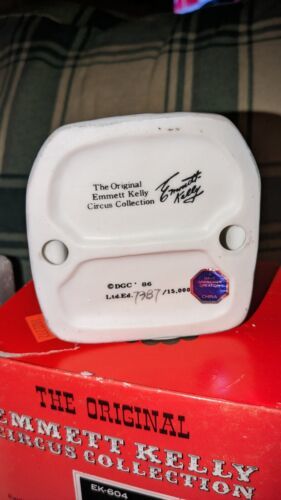 The Original
Emmett Kelly
Circus Collection
Emmett
Kelly
©DGC '86
Ltd.Ed. 7387/15,000
CHINA
THE ORIGINAL
EMMETT KELLY
CIRCUS COLLECTION
EK-604